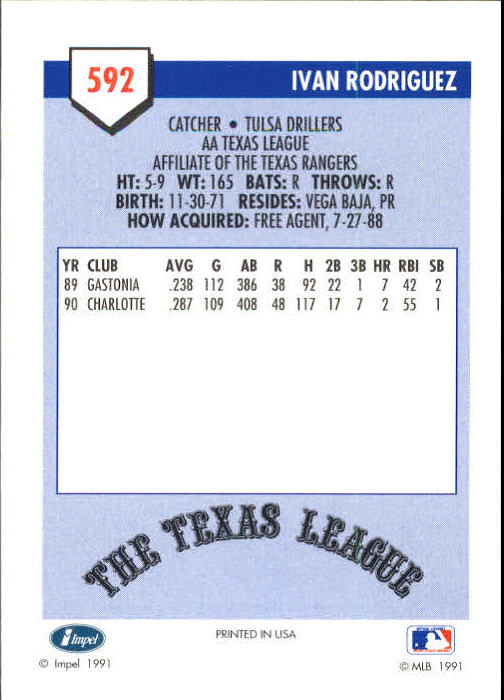 592
IVAN RODRIGUEZ
CATCHER • TULSA DRILLERS
AA TEXAS LEAGUE
AFFILIATE OF THE TEXAS RANGERS
HT: 5-9 WT: 165 BATS: R THROWS: R
BIRTH: 11-30-71 RESIDES: VEGA BAJA, PR
HOW ACQUIRED: FREE AGENT, 7-27-88
YR CLUB AVG G AB R H 2B 3B HR RBI SB
89 GASTONIA .238 112 386 38 92 22 1 7 42 2
90 CHARLOTTE .287 109 408 48 117 17 7 2 55 1
THE TEXAS LEAGUE
Impel
PRINTED IN USA
© Impel 1991
© MLB 1991